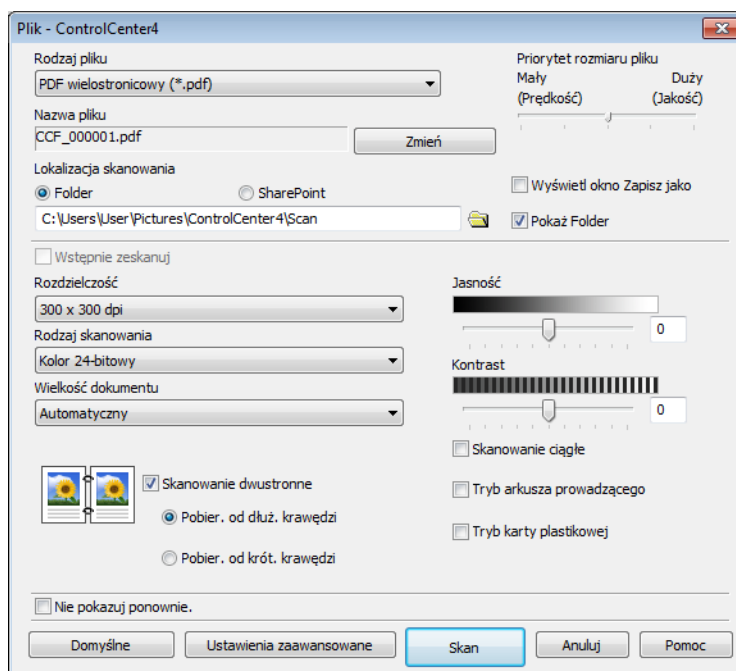 Plik - ControlCenter4
Rodzaj pliku
PDF wielostronicowy (*.pdf)
Priorytet rozmiaru pliku
Mały Duży
(Prędkość) (Jakość)
Nazwa pliku
CCF_000001.pdf
Zmień
Lokalizacja skanowania
Folder SharePoint
C:\Users\User\Pictures\ControlCenter4\Scan
Wyświetl okno Zapisz jako
Pokaż Folder
Wstępnie zeskanuj
Rozdzielczość
300 x 300 dpi
Rodzaj skanowania
Kolor 24-bitowy
Wielkość dokumentu
Automatyczny
Jasność
0
Kontrast
0
Skanowanie dwustronne
Pobier. od dłuż. krawędzi
Pobier. od krót. krawędzi
Skanowanie ciągłe
Tryb arkusza prowadzącego
Tryb karty plastikowej
Nie pokazuj ponownie.
Domyślne Ustawienia zaawansowane Skan Anuluj Pomoc